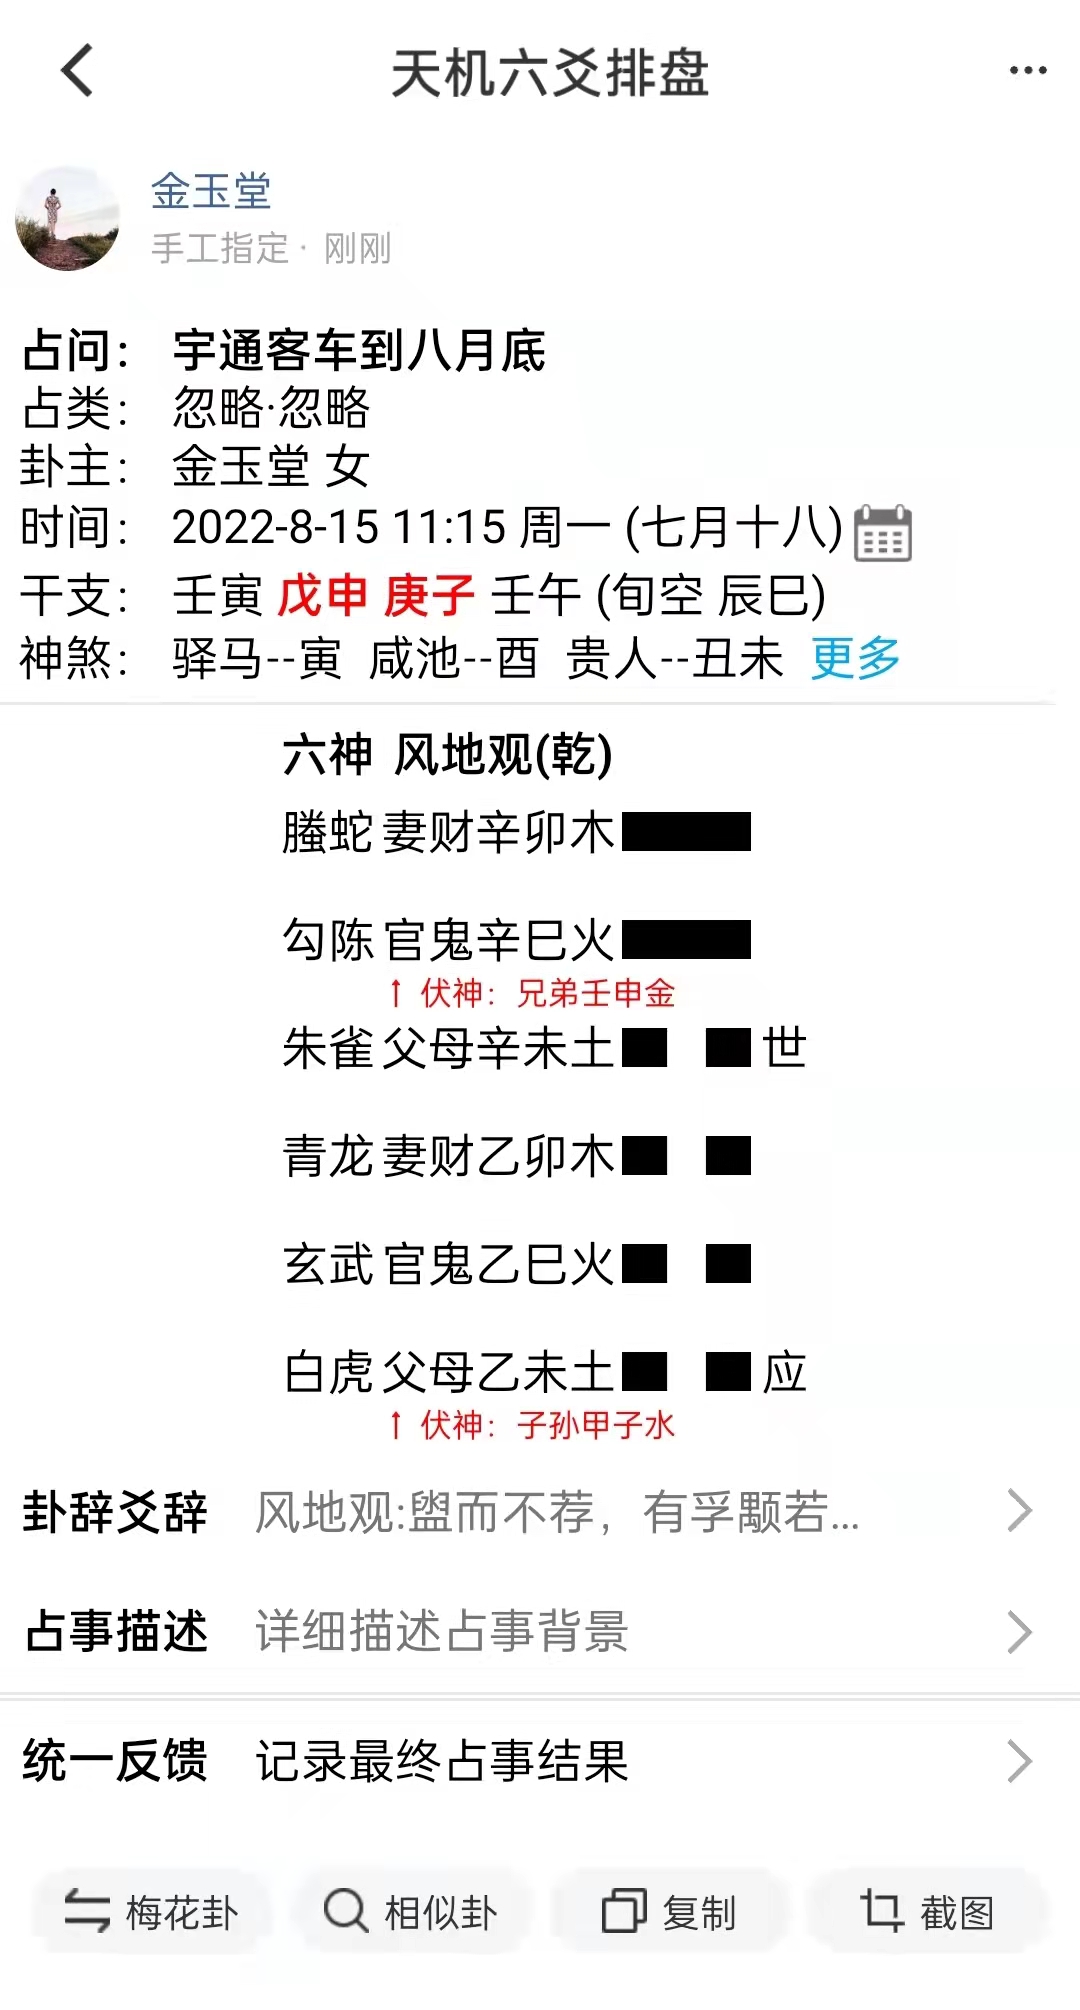 天机六爻排盘
金玉堂
手工指定· 刚刚
占问： 宇通客车到八月底
占类： 忽略·忽略
卦主： 金玉堂 女
时间： 2022-8-15 11:15 周一 (七月十八)
干支： 壬寅 戊申 庚子 壬午 (旬空 辰巳)
神煞： 驿马--寅 咸池--酉 贵人--丑未 更多
六神 风地观(乾)
螣蛇 妻财辛卯木
勾陈 官鬼辛巳火
↑ 伏神：兄弟壬申金
朱雀 父母辛未土 世
青龙 妻财乙卯木
玄武 官鬼乙巳火
白虎 父母乙未土 应
↑ 伏神：子孙甲子水
卦辞爻辞 风地观:盥而不荐，有孚颙若...
占事描述 详细描述占事背景
统一反馈 记录最终占事结果
梅花卦 相似卦 复制 截图